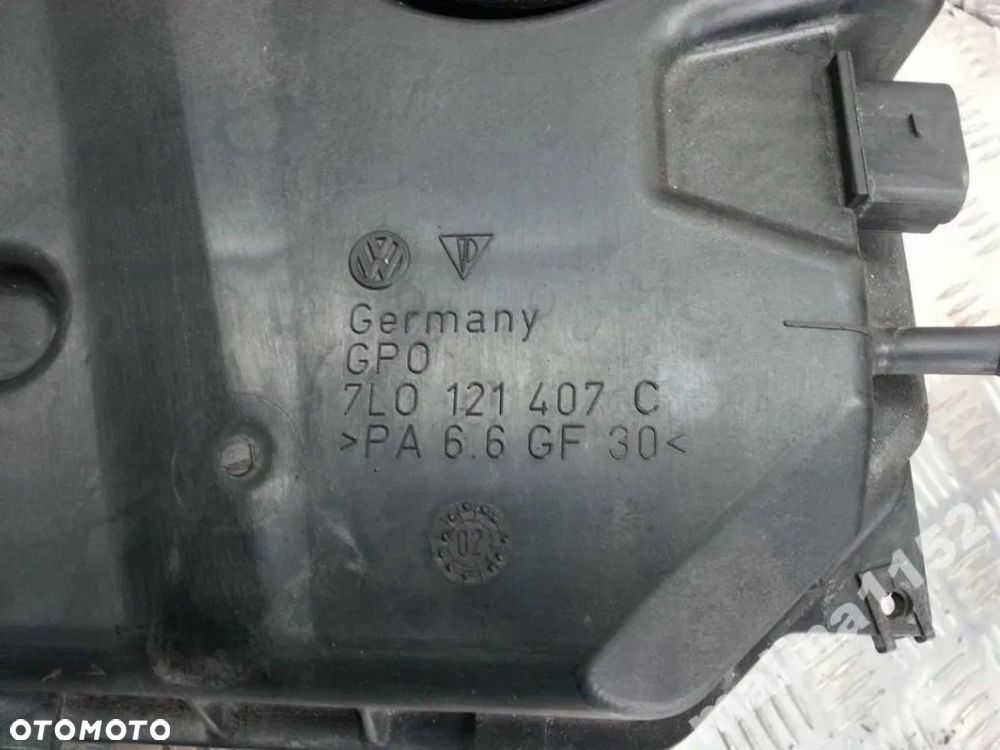 Germany
GPO
7L0 121 407 C
>PA 6.6 GF 30<
02
OTOMOTO